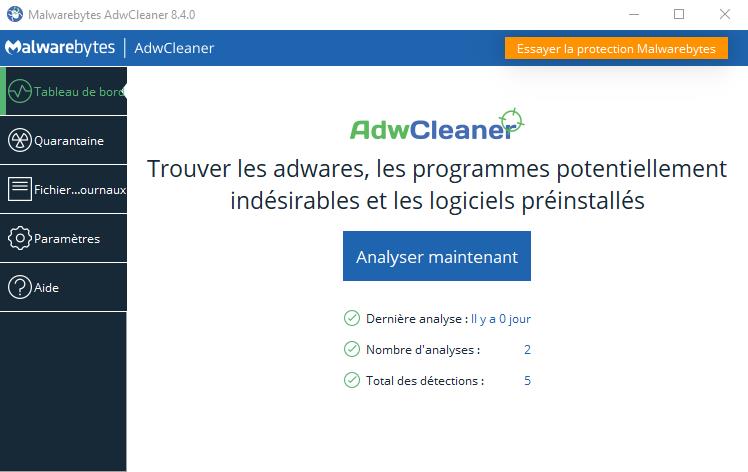 Malwarebytes AdwCleaner 8.4.0
Malwarebytes | AdwCleaner
Essayer la protection Malwarebytes
Tableau de bord
Quarantaine
Fichier...ournaux
Paramètres
Aide
AdwCleaner
Trouver les adwares, les programmes potentiellement
indésirables et les logiciels préinstallés
Analyser maintenant
Dernière analyse : Il y a 0 jour
Nombre d'analyses : 2
Total des détections : 5